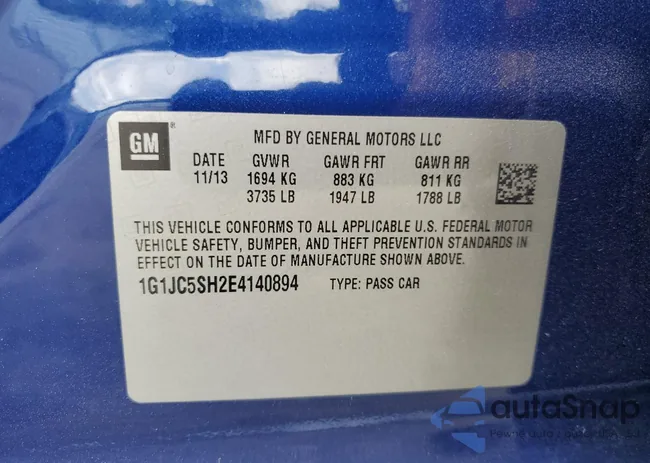 GM ®
MFD BY GENERAL MOTORS LLC
DATE GVWR GAWR FRT GAWR RR
11/13 1694 KG 883 KG 811 KG
3735 LB 1947 LB 1788 LB
THIS VEHICLE CONFORMS TO ALL APPLICABLE U.S. FEDERAL MOTOR
VEHICLE SAFETY, BUMPER, AND THEFT PREVENTION STANDARDS IN
EFFECT ON THE DATE OF MANUFACTURE SHOWN ABOVE.
1G1JC5SH2E4140894 TYPE: PASS CAR
autaSnap